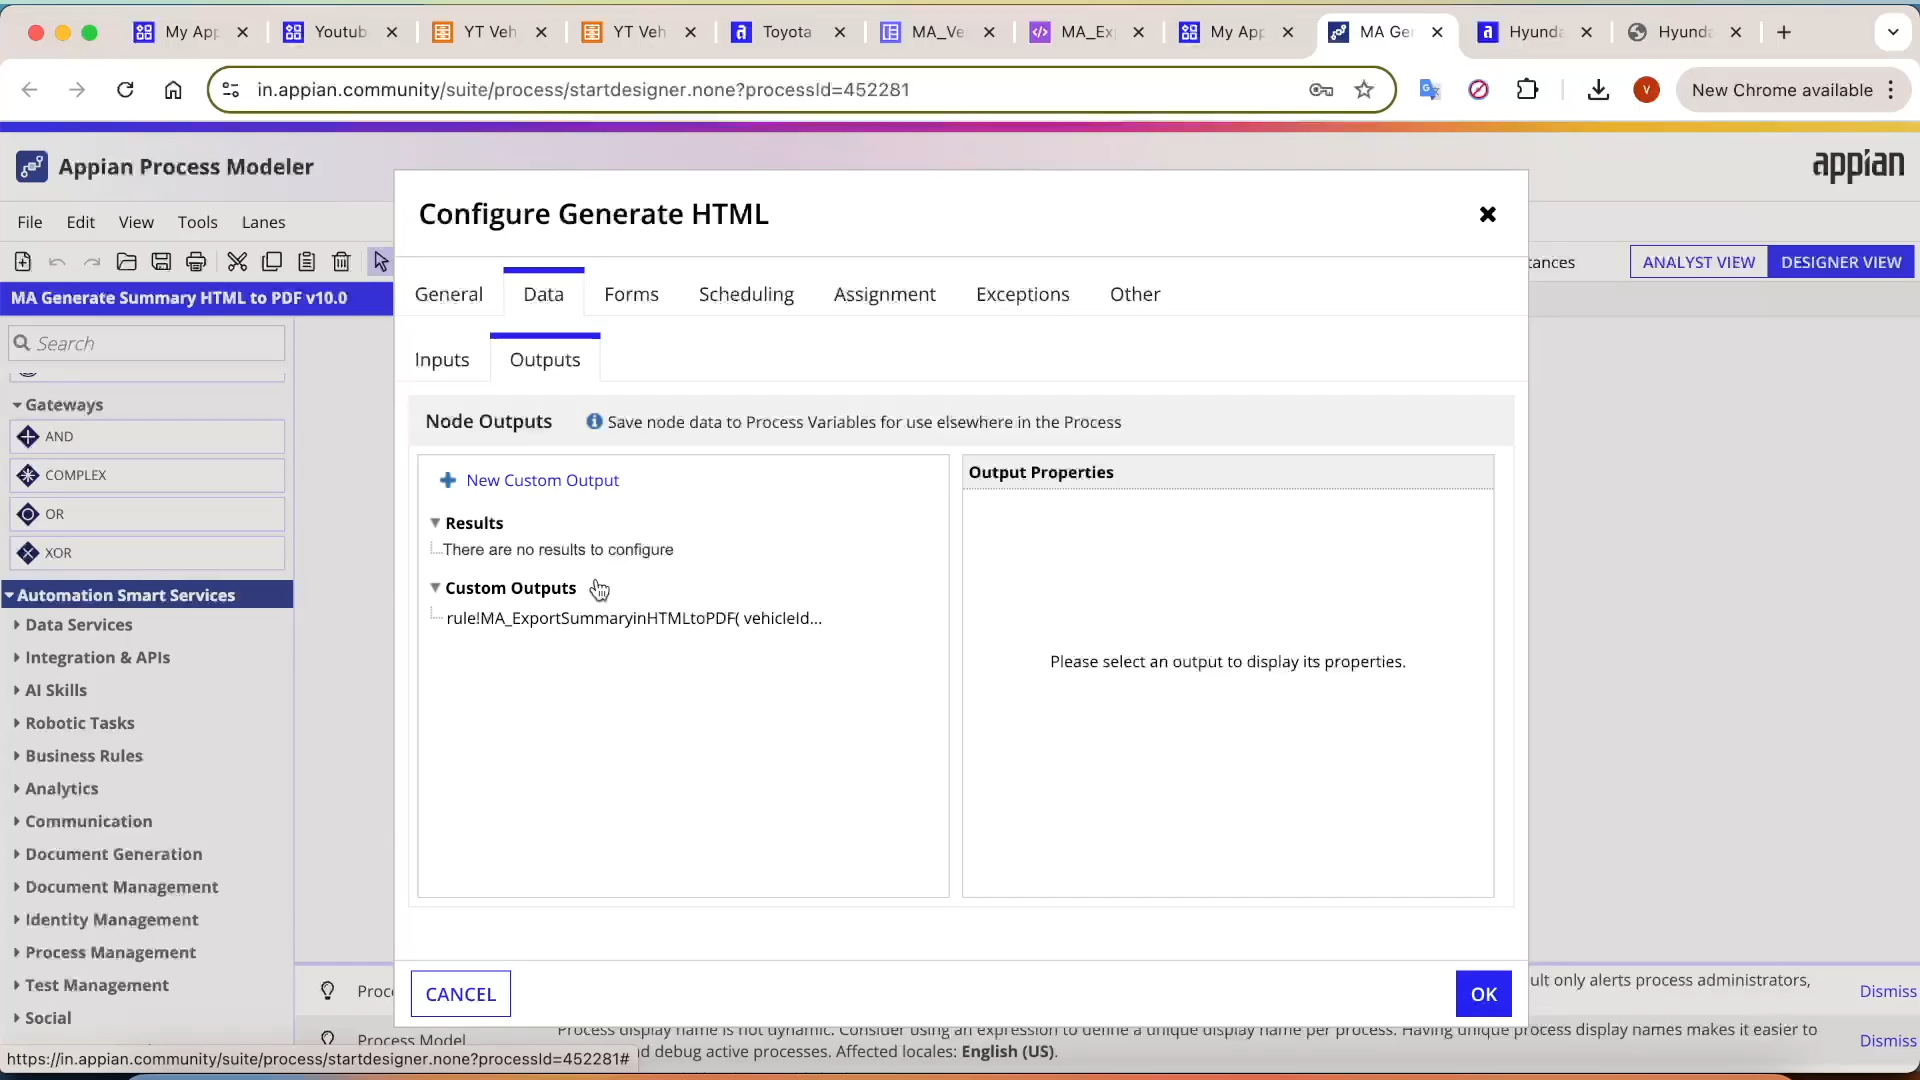 My App
Youtub
YT Veh
YT Veh
Toyota
MA_Ve
MA_Ex
My App
MA Ge
Hyund
Hyund
in.appian.community/suite/process/startdesigner.none?processId=452281
New Chrome available
Appian Process Modeler
appian
File Edit View Tools Lanes
tances
ANALYST VIEW
DESIGNER VIEW
MA Generate Summary HTML to PDF v10.0
Search
Gateways
AND
COMPLEX
OR
XOR
Automation Smart Services
Data Services
Integration & APIs
AI Skills
Robotic Tasks
Business Rules
Analytics
Communication
Document Generation
Document Management
Identity Management
Process Management
Test Management
Social
Configure Generate HTML
General Data Forms Scheduling Assignment Exceptions Other
Inputs Outputs
Node Outputs Save node data to Process Variables for use elsewhere in the Process
New Custom Output
Results
There are no results to configure
Custom Outputs
rule!MA_ExportSummaryinHTMLtoPDF( vehicleId...
Output Properties
Please select an output to display its properties.
CANCEL
OK
Proc
ult only alerts process administrators,
Dismiss
Process Model
Process display name is not dynamic. Consider using an expression to define a unique display name per process. Having unique process display names makes it easier to
d debug active processes. Affected locales: English (US).
Dismiss
https://in.appian.community/suite/process/startdesigner.none?processId=452281#